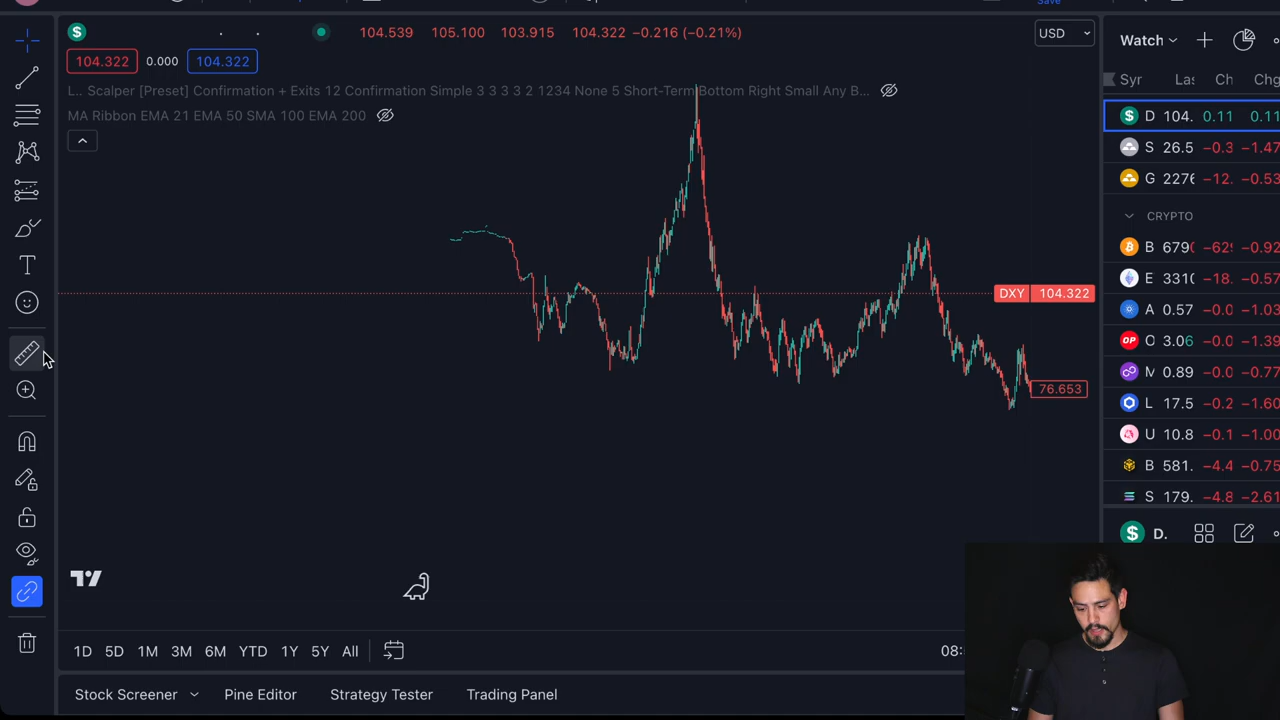 Save
104.539 105.100 103.915 104.322 −0.216 (−0.21%)
USD
104.322 0.000 104.322
L.. Scalper [Preset] Confirmation + Exits 12 Confirmation Simple 3 3 3 3 2 1234 None 5 Short-Term Bottom Right Small Any B...
MA Ribbon EMA 21 EMA 50 SMA 100 EMA 200
DXY 104.322
76.653
Watch
Syr Las Ch Chg
D 104. 0.11 0.11
S 26.5 −0.3 −1.47
G 2276 −12. −0.53
CRYPTO
B 6790 −629 −0.92
E 3310 −18. −0.57
A 0.57 −0.0 −1.03
OP O 3.06 −0.0 −1.39
M 0.89 −0.0 −0.77
L 17.5 −0.2 −1.60
U 10.8 −0.1 −1.00
B 581. −4.4 −0.75
S 179. −4.8 −2.61
D.
1D 5D 1M 3M 6M YTD 1Y 5Y All
08:
Stock Screener Pine Editor Strategy Tester Trading Panel